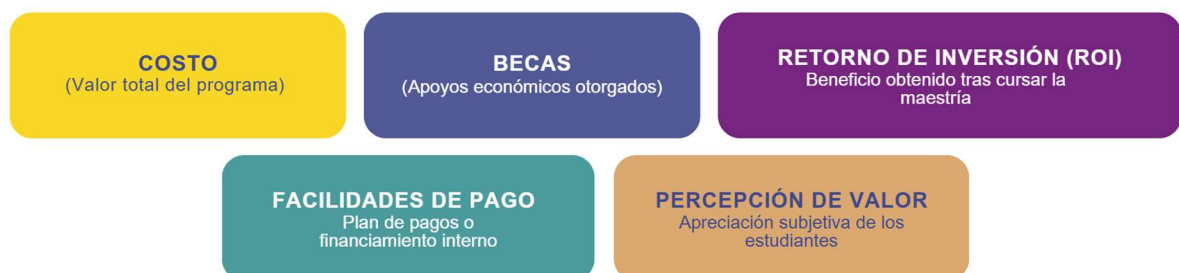 COSTO
(Valor total del programa)
BECAS
(Apoyos económicos otorgados)
RETORNO DE INVERSIÓN (ROI)
Beneficio obtenido tras cursar la
maestría
FACILIDADES DE PAGO
Plan de pagos o
financiamiento interno
PERCEPCIÓN DE VALOR
Apreciación subjetiva de los
estudiantes